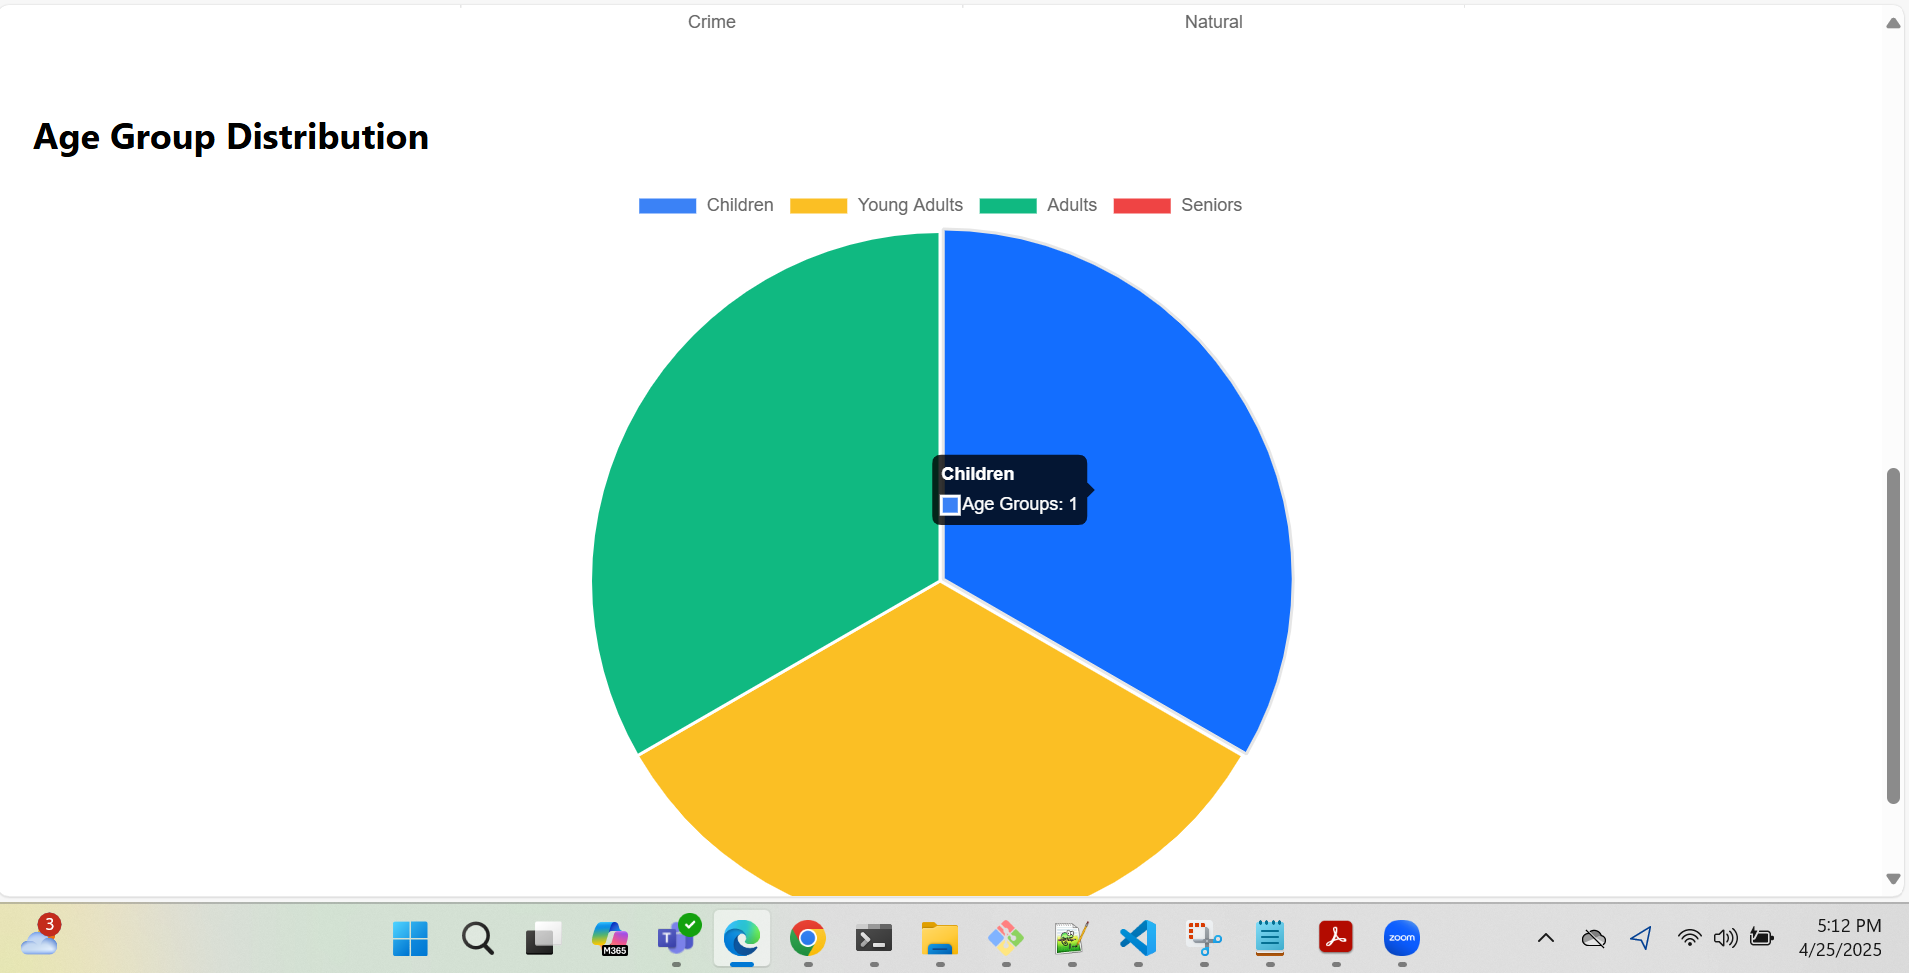 Crime Natural
Age Group Distribution
Children Young Adults Adults Seniors
Children
Age Groups: 1
3
M365
T
zoom
5:12 PM
4/25/2025